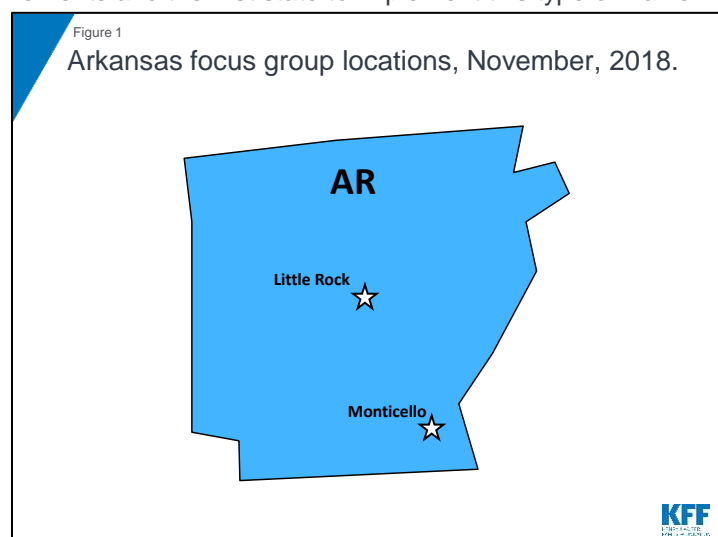 Figure 1
Arkansas focus group locations, November, 2018.
AR
Little Rock
Monticello
KFF